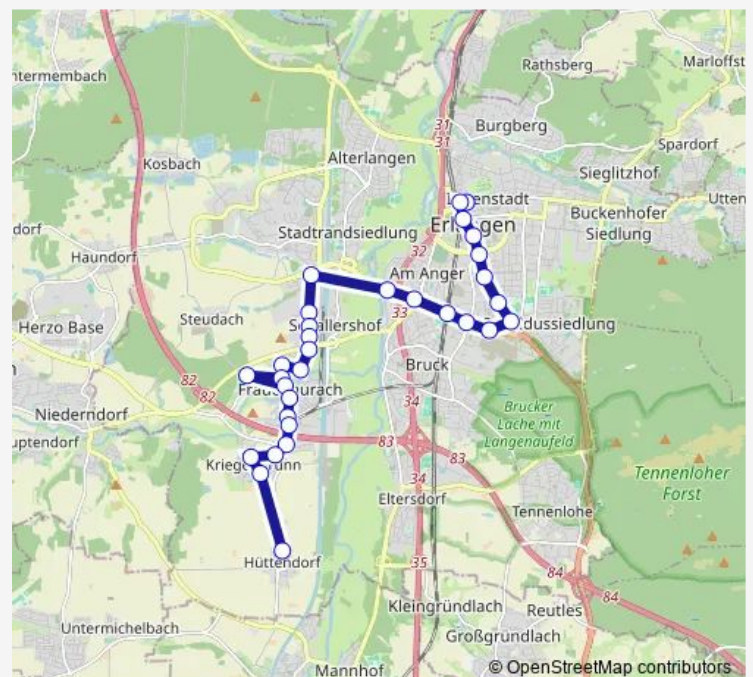 Rathsberg
Marloffst
ntermembach
31
31
Burgberg
Spardorf
Kosbach
Alterlangen
Sieglitzhof
Utten
Buckenhofer
Siedlung
dorf
Stadtrandsiedlung
32
Haundorf
Am Anger
Herzo Base
Steudach
33
Bruck
82
82
Niederndorf
34
Brucker
Lache mit
Langenaufeld
uptendorf
83
83
Tennenloher
Forst
34
Eltersdorf
Tennenlohe
Hüttendorf
35
84
84
Kleingründlach
Reutles
Untermichelbach
Großgründlach
Mannhof
© OpenStreetMap contributors